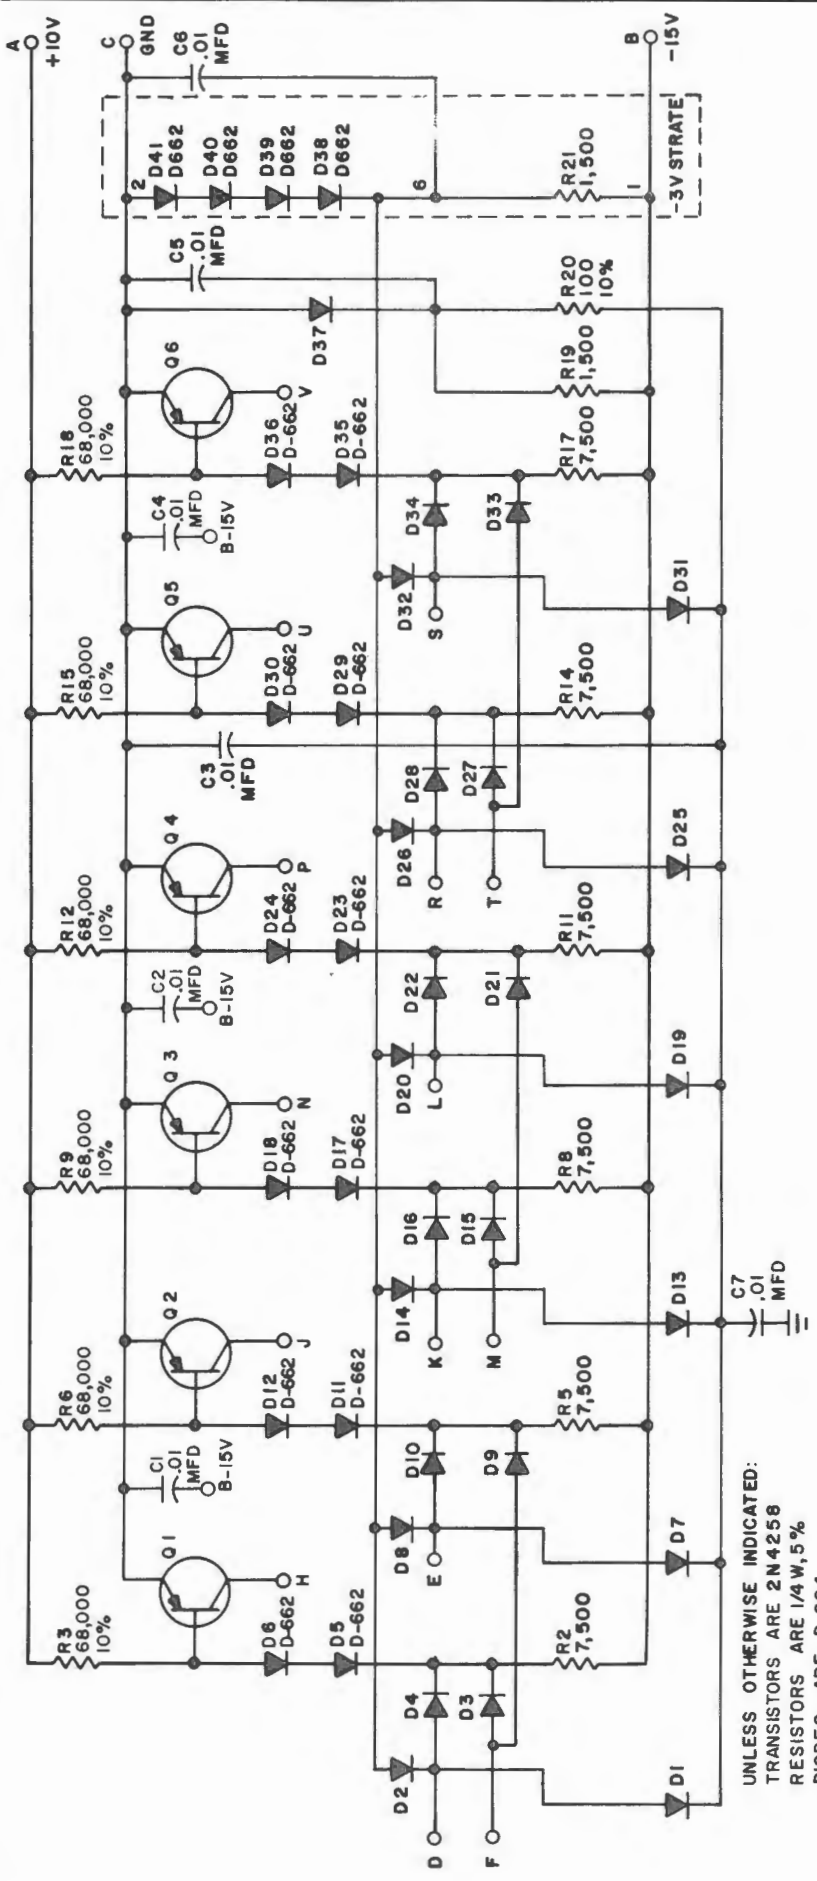 A
+10V
C
GND
B
-15V
C6
.01
MFD
2
D41
D662
D40
D662
D39
D662
D38
D662
6
R21
1,500
1
-3V STRATE
C5
.01
MFD
D37
R20
100
10%
R19
1,500
R18
68,000
10%
Q6
V
D36
D-662
D35
D-662
D34
D33
R17
7,500
C4
.01
MFD
B-15V
D32
S
D31
R15
68,000
10%
Q5
U
D30
D-662
D29
D-662
D28
D27
R14
7,500
C3
.01
MFD
D26
R
T
D25
R12
68,000
10%
Q4
P
D24
D-662
D23
D-662
D22
D21
R11
7,500
C2
.01
MFD
B-15V
D20
L
D19
R9
68,000
10%
Q3
N
D18
D-662
D17
D-662
D16
D15
R8
7,500
D14
K
M
D13
C7
.01
MFD
R6
68,000
10%
Q2
J
D12
D-662
D11
D-662
D10
D9
R5
7,500
C1
.01
MFD
B-15V
D8
E
D7
R3
68,000
10%
Q1
H
D6
D-662
D5
D-662
D4
D3
R2
7,500
D2
D
F
D1
UNLESS OTHERWISE INDICATED:
TRANSISTORS ARE 2N4258
RESISTORS ARE 1/4W,5%